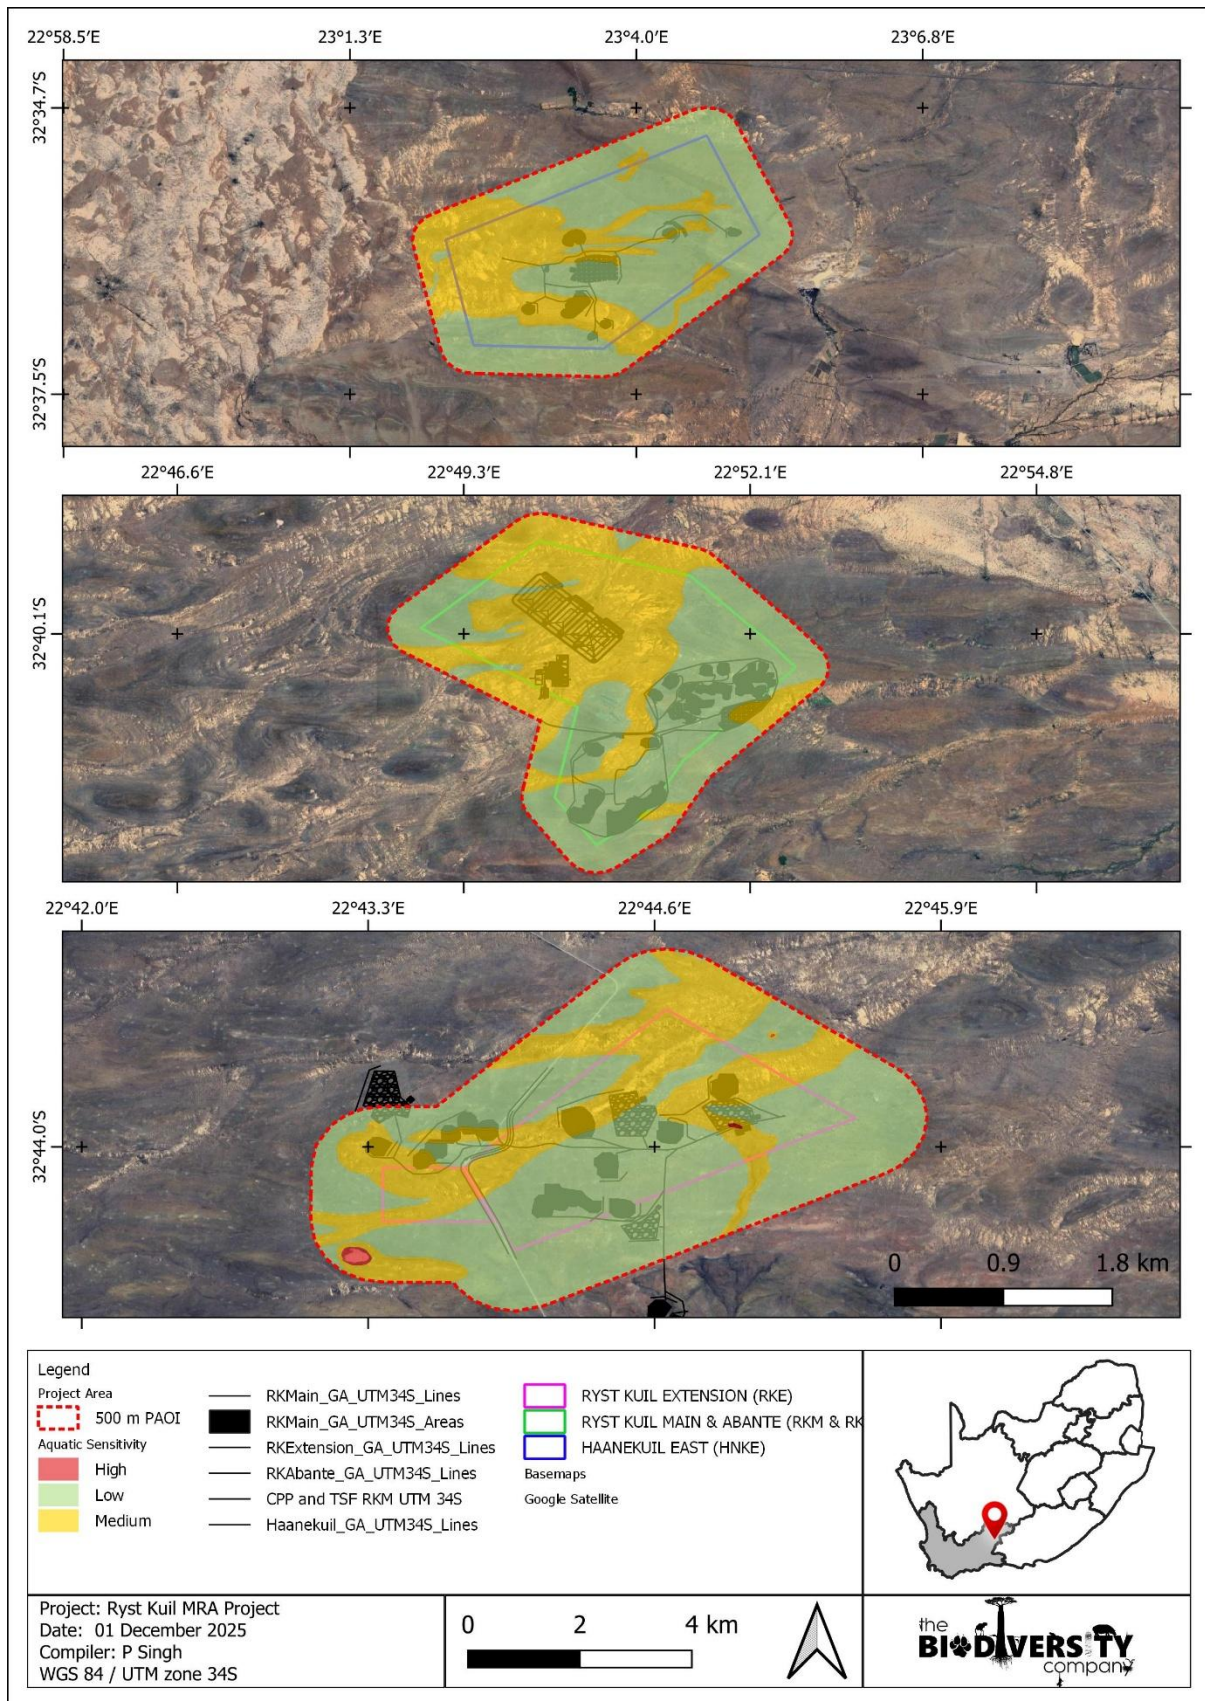 22°58.5′E 23°1.3′E 23°4.0′E 23°6.8′E
32°34.7′S
32°37.5′S
22°46.6′E 22°49.3′E 22°52.1′E 22°54.8′E
32°40.1′S
22°42.0′E 22°43.3′E 22°44.6′E 22°45.9′E
32°44.0′S
0 0.9 1.8 km
Legend
Project Area
500 m PAOI
Aquatic Sensitivity
High
Low
Medium
RKMain_GA_UTM34S_Lines
RKMain_GA_UTM34S_Areas
RKExtension_GA_UTM34S_Lines
RKAbante_GA_UTM34S_Lines
CPP and TSF RKM UTM 34S
Haanekuil_GA_UTM34S_Lines
RYST KUIL EXTENSION (RKE)
RYST KUIL MAIN & ABANTE (RKM & RK
HAANEKUIL EAST (HNKE)
Basemaps
Google Satellite
Project: Ryst Kuil MRA Project
Date: 01 December 2025
Compiler: P Singh
WGS 84 / UTM zone 34S
0 2 4 km
the
BIODIVERSITY
company